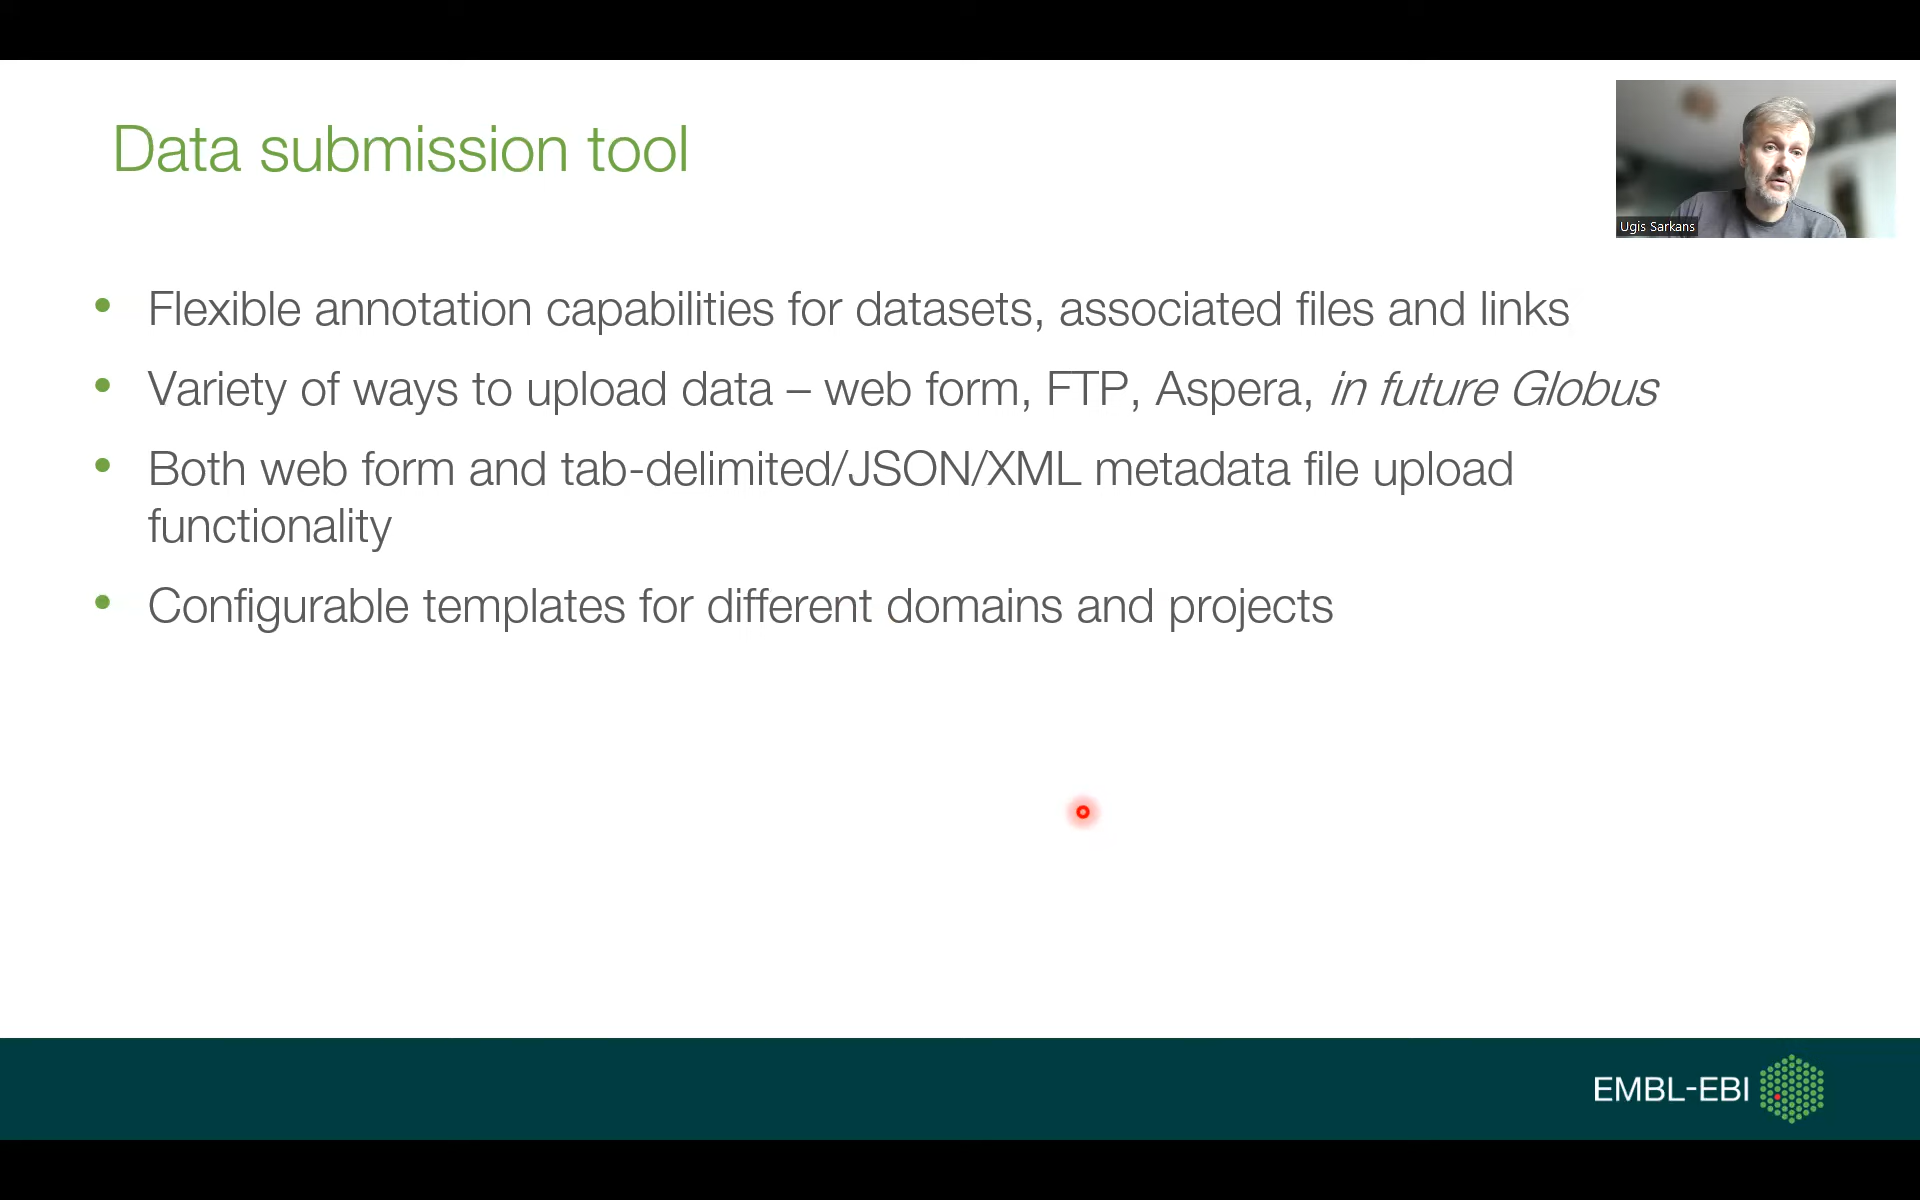 Data submission tool
Ugis Sarkans
Flexible annotation capabilities for datasets, associated files and links
Variety of ways to upload data – web form, FTP, Aspera, in future Globus
Both web form and tab-delimited/JSON/XML metadata file upload
functionality
Configurable templates for different domains and projects
EMBL-EBI